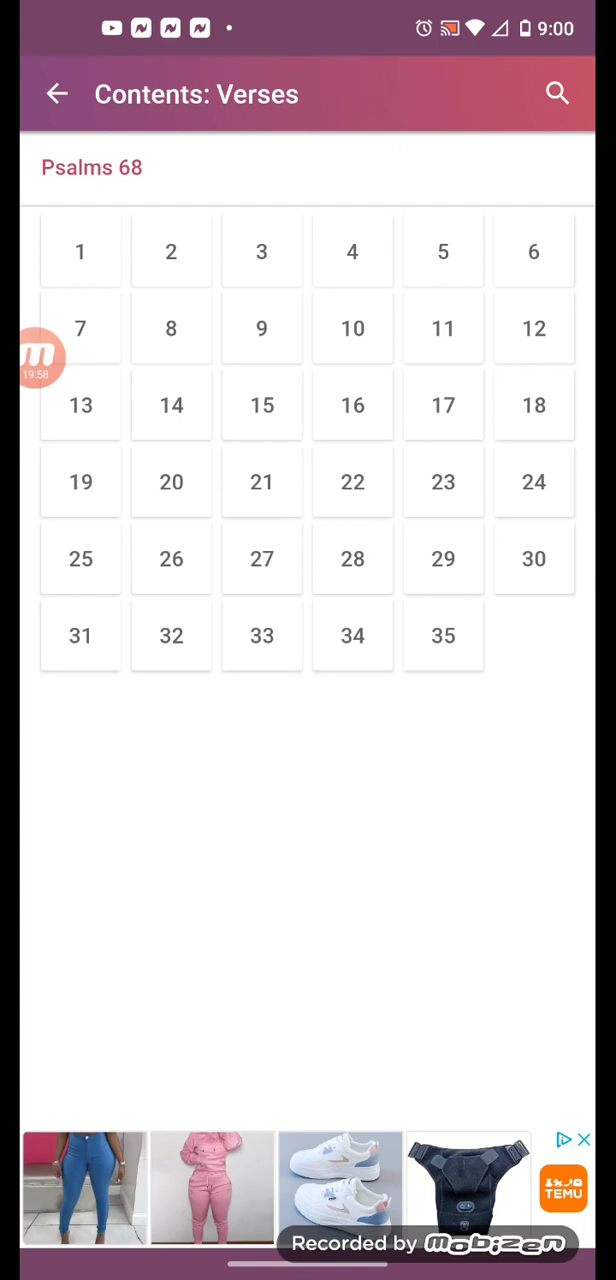 9:00
Contents: Verses
Psalms 68
1 2 3 4 5 6
7 8 9 10 11 12
m
19:58
13 14 15 16 17 18
19 20 21 22 23 24
25 26 27 28 29 30
31 32 33 34 35
TEMU
Recorded by mobizen